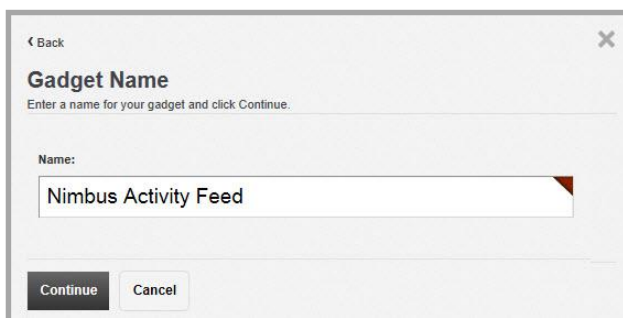 Back
Gadget Name
Enter a name for your gadget and click Continue.
Name:
Nimbus Activity Feed
Continue Cancel